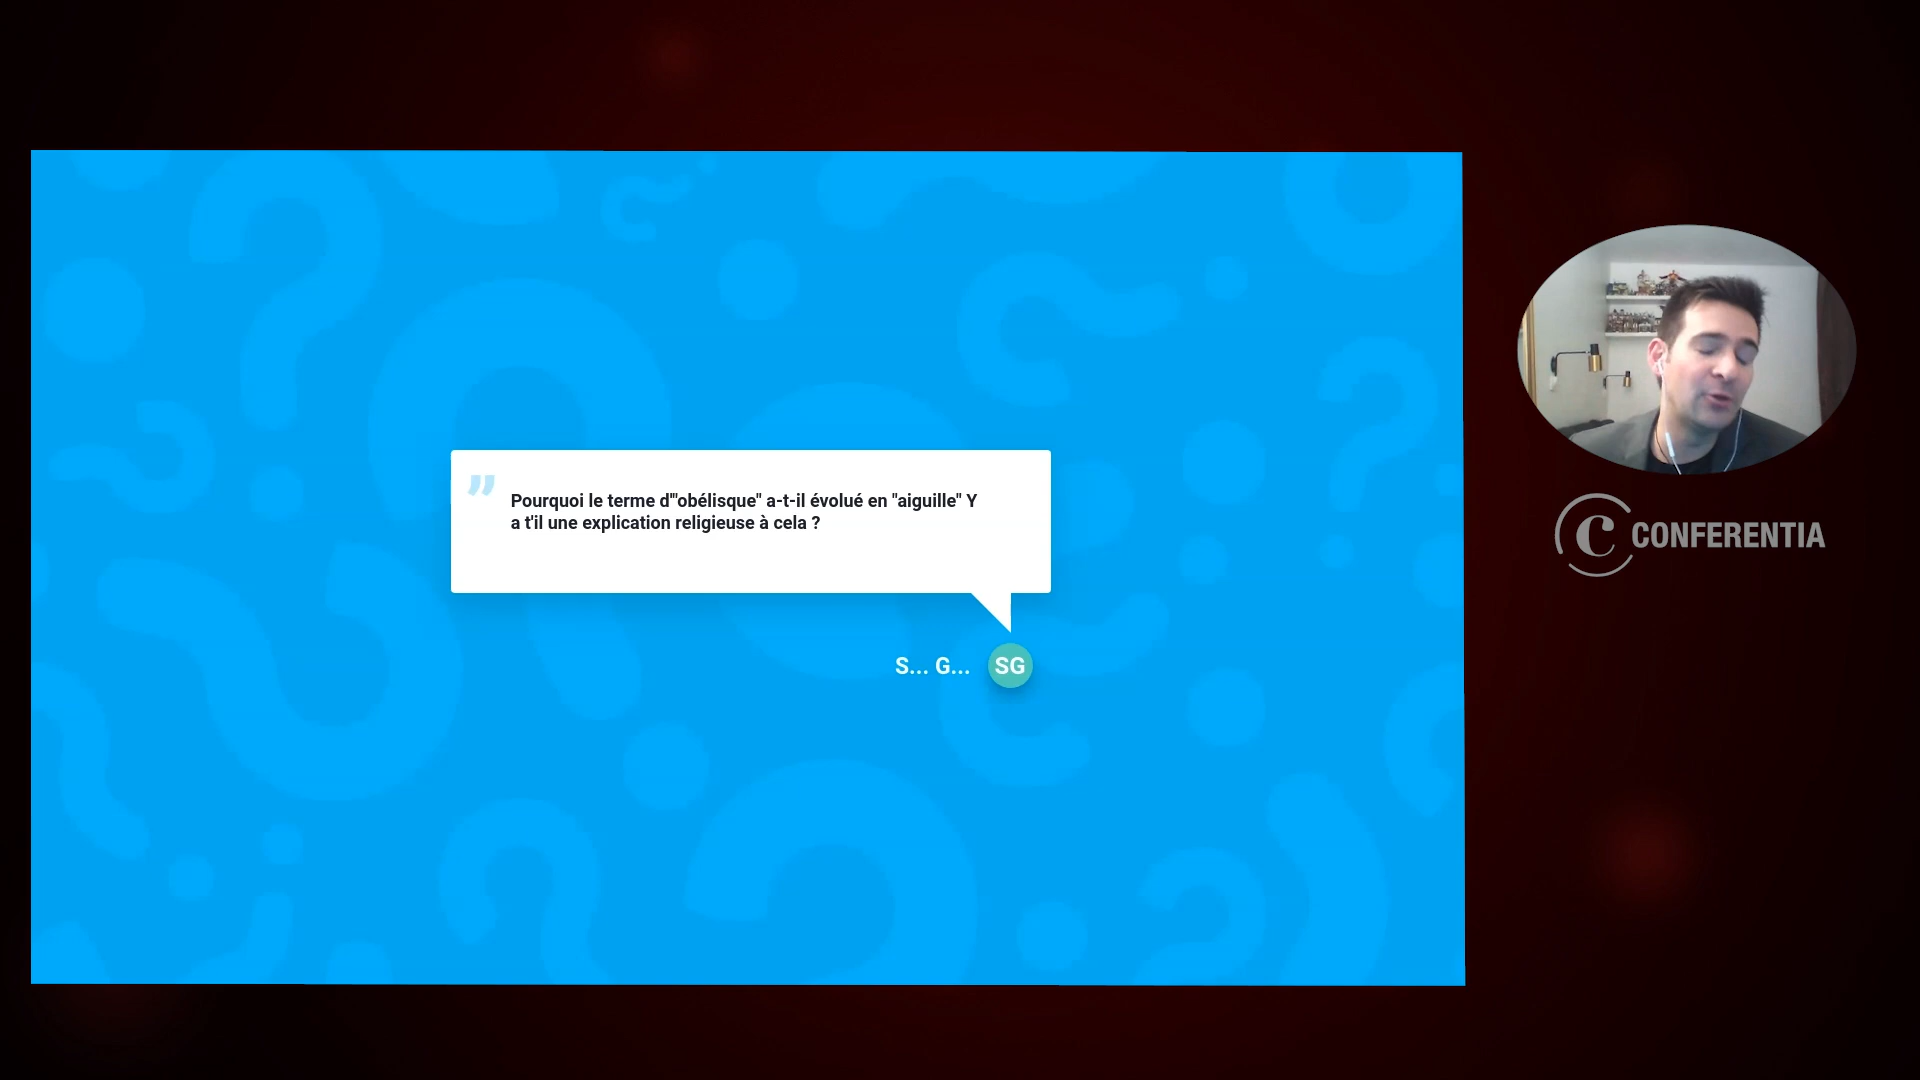 Pourquoi le terme d'"obélisque" a-t-il évolué en "aiguille" Y
a t'il une explication religieuse à cela ?
S... G...
SG
C CONFERENTIA